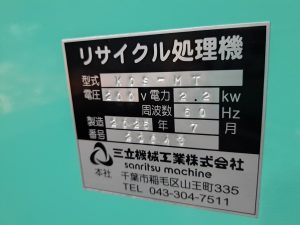 リサイクル処理機
型式 KCS-MT
電圧 200 V 電力 2.2 kw
周波数 60 Hz
製造 年 7 月
番号
三立機械工業株式会社
sanritsu machine
本社 千葉市稲毛区山王町335
TEL 043-304-7511